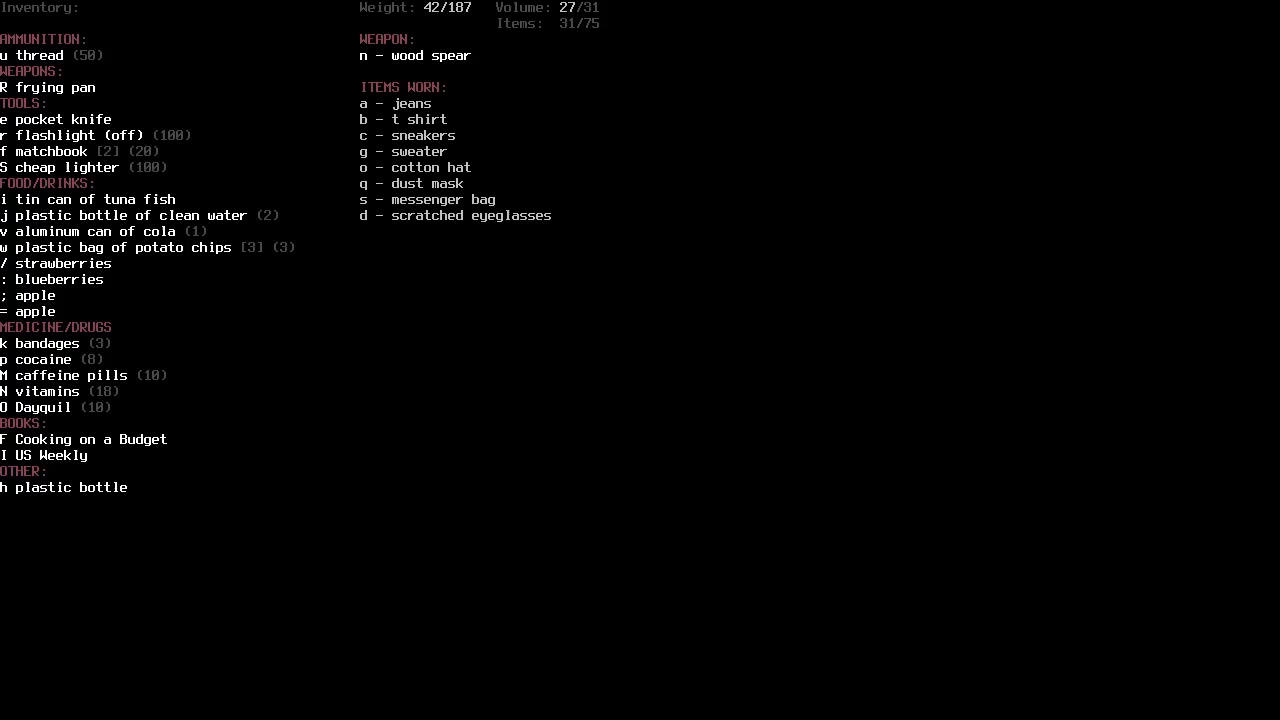 Inventory: Weight: 42/187 Volume: 27/31
Items: 31/75
AMMUNITION:
u thread (50)
WEAPONS:
R frying pan
TOOLS:
e pocket knife
r flashlight (off) (100)
f matchbook [2] (20)
S cheap lighter (100)
FOOD/DRINKS:
i tin can of tuna fish
j plastic bottle of clean water (2)
v aluminum can of cola (1)
w plastic bag of potato chips [3] (3)
/ strawberries
: blueberries
; apple
= apple
MEDICINE/DRUGS
k bandages (3)
p cocaine (8)
M caffeine pills (10)
N vitamins (18)
O Dayquil (10)
BOOKS:
F Cooking on a Budget
I US Weekly
OTHER:
h plastic bottle
WEAPON:
n - wood spear
ITEMS WORN:
a - jeans
b - t shirt
c - sneakers
g - sweater
o - cotton hat
q - dust mask
s - messenger bag
d - scratched eyeglasses